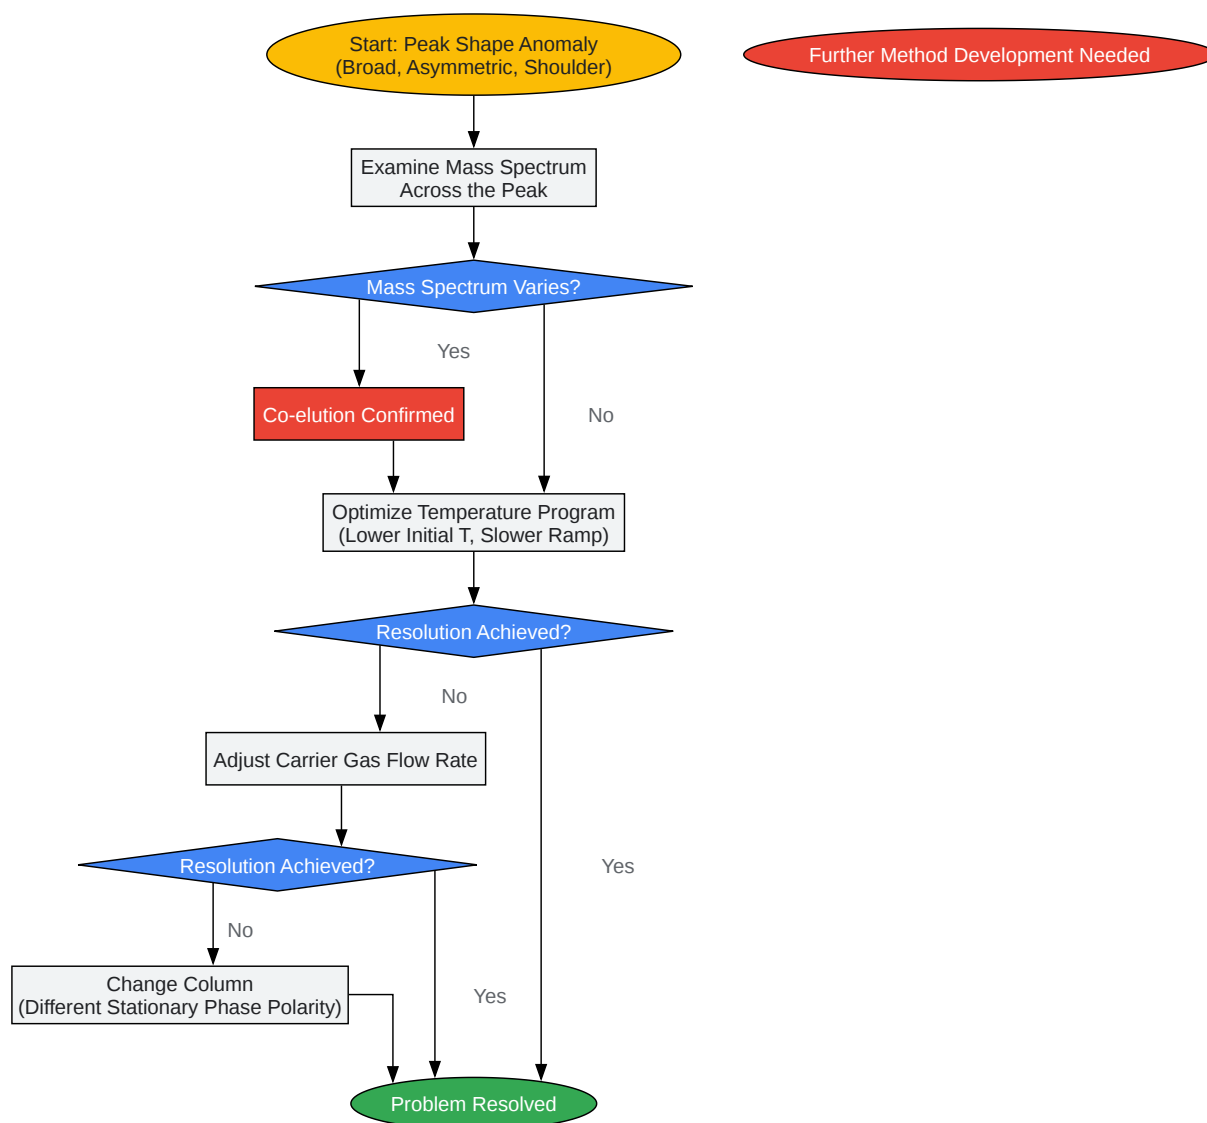 Start: Peak Shape Anomaly
(Broad, Asymmetric, Shoulder)
Further Method Development Needed
Examine Mass Spectrum
Across the Peak
Mass Spectrum Varies?
Yes
Co-elution Confirmed
No
Optimize Temperature Program
(Lower Initial T, Slower Ramp)
Resolution Achieved?
No
Adjust Carrier Gas Flow Rate
Resolution Achieved?
Yes
No
Change Column
(Different Stationary Phase Polarity)
Yes
Problem Resolved